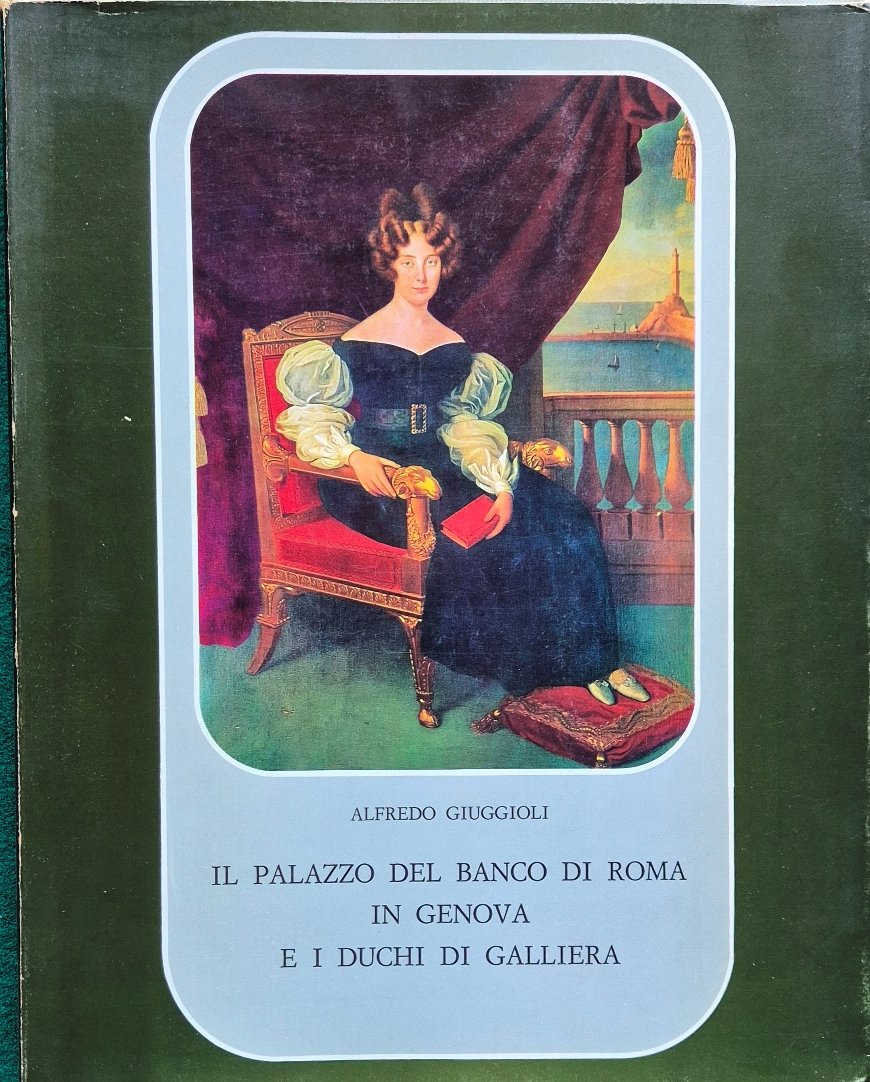 ALFREDO GIUGGIOLI
IL PALAZZO DEL BANCO DI ROMA
IN GENOVA
E I DUCHI DI GALLIERA